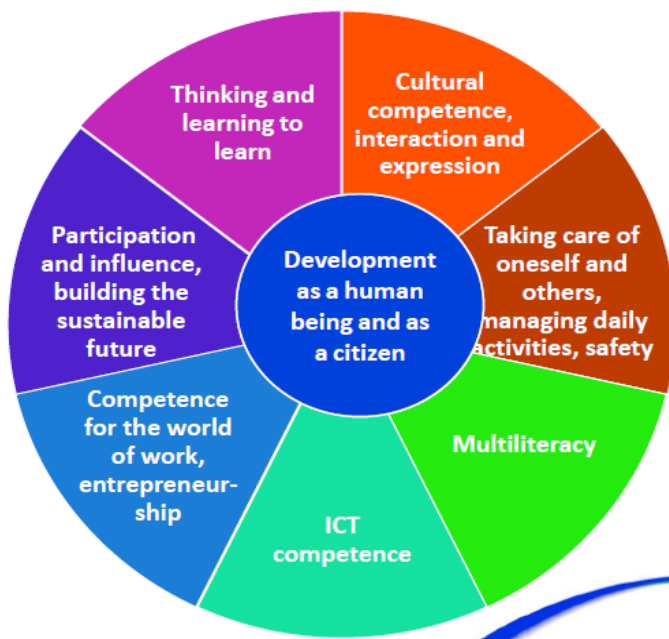 Thinking and
learning to
learn
Cultural
competence,
interaction and
expression
Taking care of
oneself and
others,
managing daily
activities, safety
Multiliteracy
ICT
competence
Competence
for the world
of work,
entrepreneur-
ship
Participation
and influence,
building the
sustainable
future
Development
as a human
being and as
a citizen